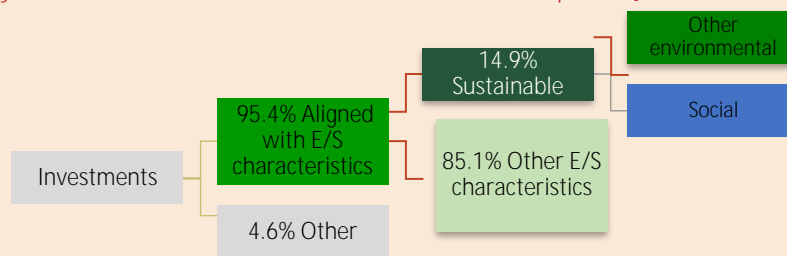 Other
environmental
14.9%
Sustainable
95.4% Aligned
with E/S
characteristics
Social
85.1% Other E/S
characteristics
Investments
4.6% Other